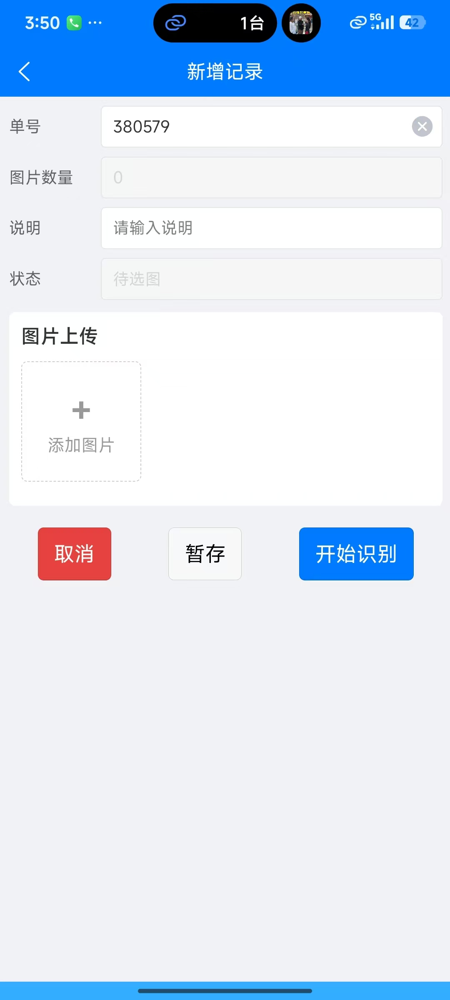 3:50 ··· 1台 5G 42
新增记录
单号 380579
图片数量 0
说明 请输入说明
状态 待选图
图片上传
+
添加图片
取消 暂存 开始识别